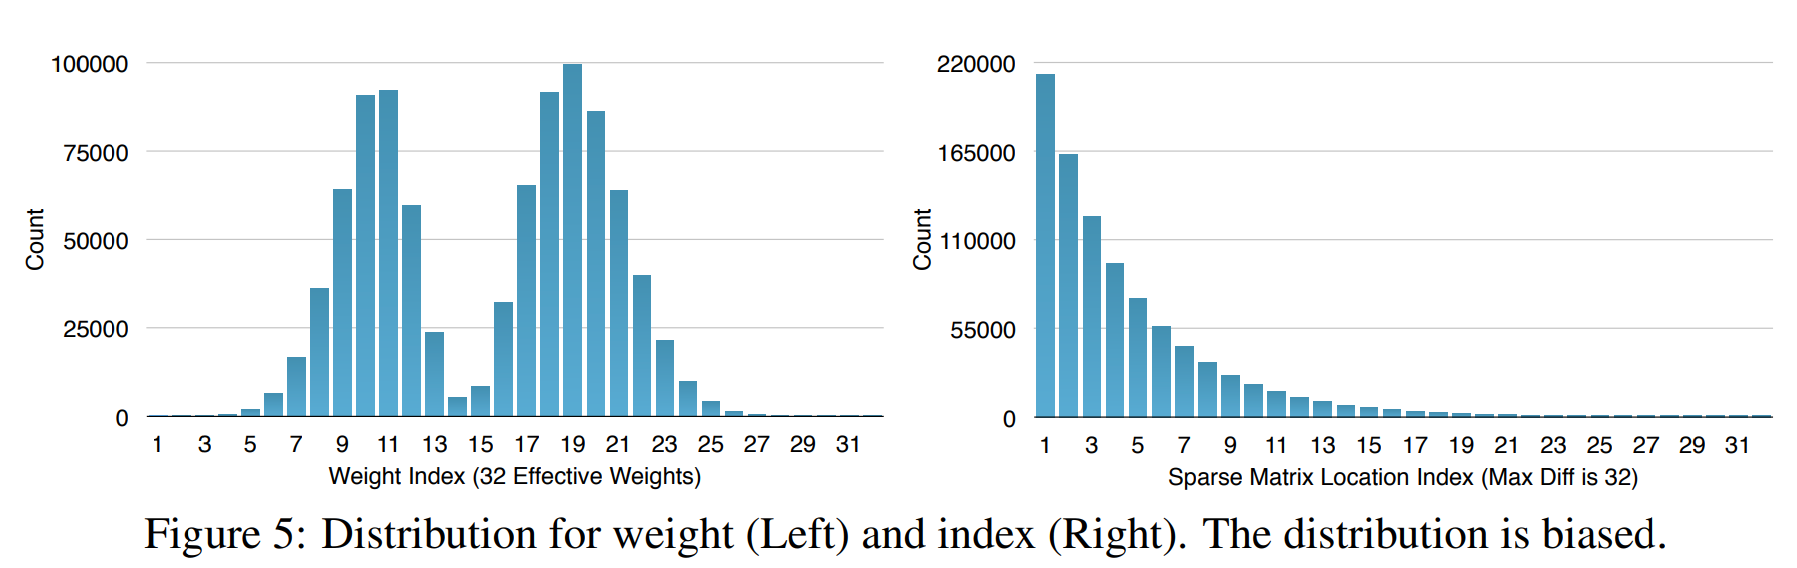 100000
75000
50000
25000
0
Count
1 3 5 7 9 11 13 15 17 19 21 23 25 27 29 31
Weight Index (32 Effective Weights)
220000
165000
110000
55000
0
Count
1 3 5 7 9 11 13 15 17 19 21 23 25 27 29 31
Sparse Matrix Location Index (Max Diff is 32)
Figure 5: Distribution for weight (Left) and index (Right). The distribution is biased.